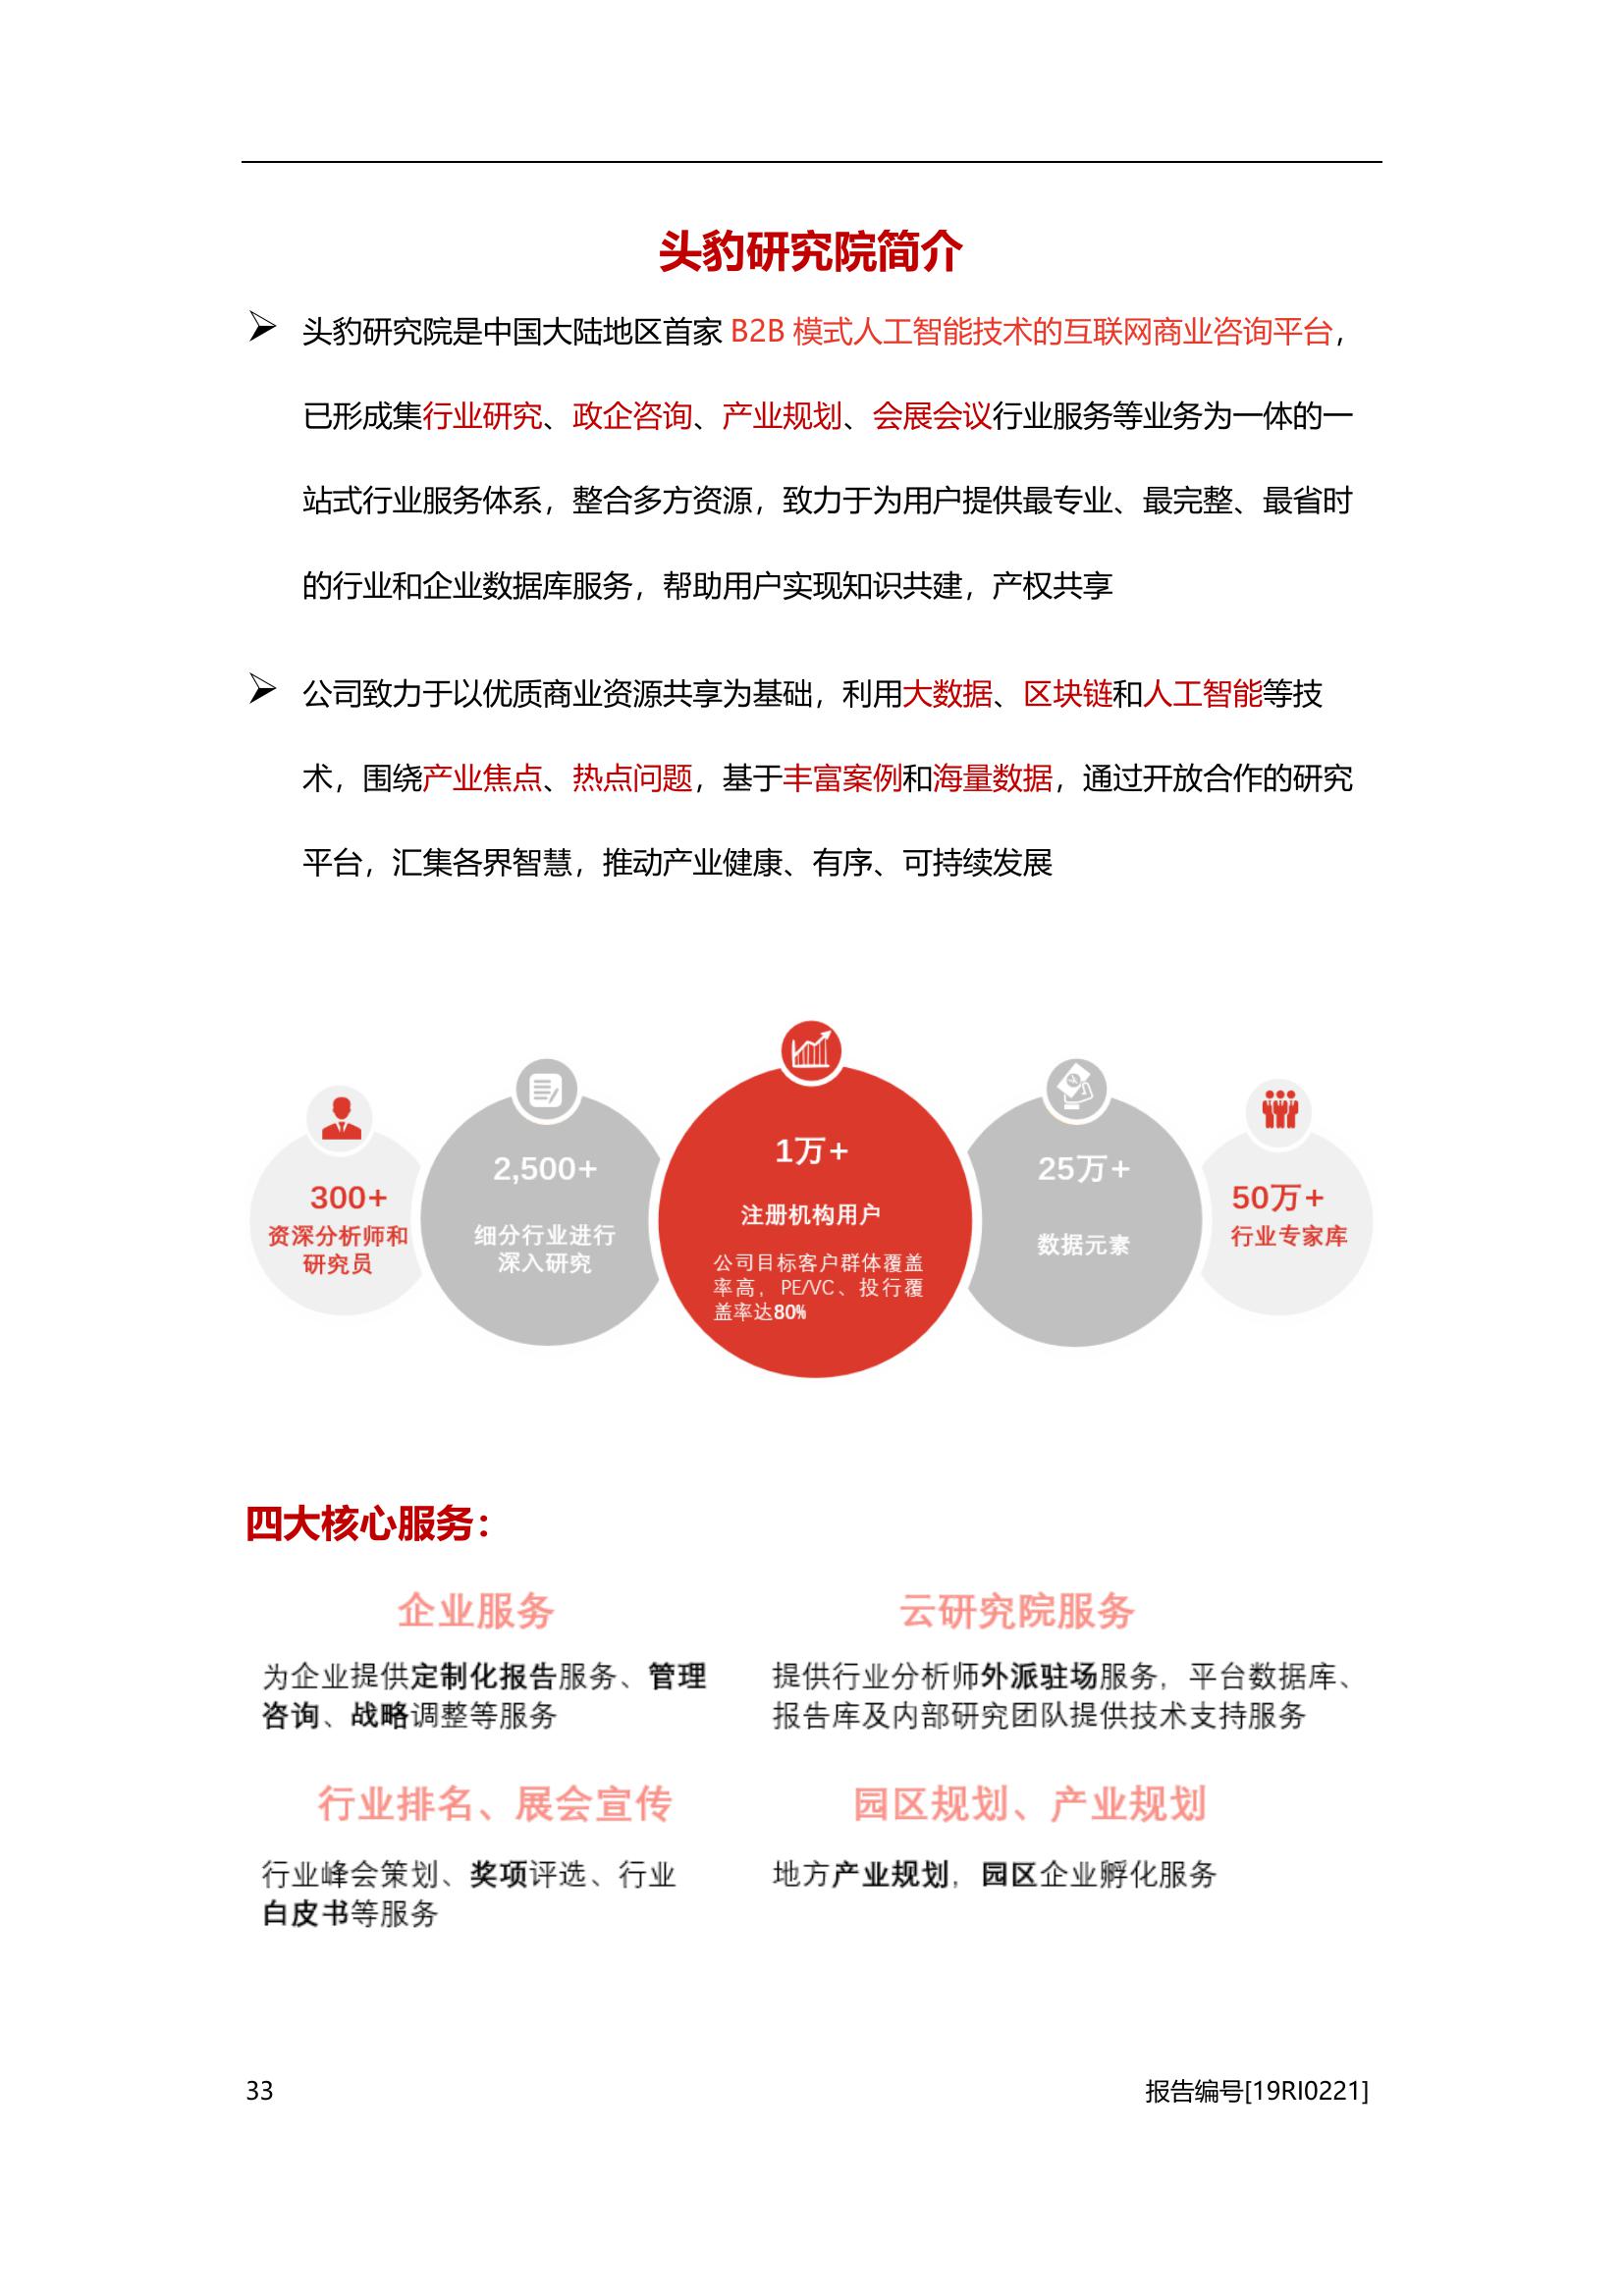 头豹研究院简介
➢ 头豹研究院是中国大陆地区首家 B2B 模式人工智能技术的互联网商业咨询平台，
已形成集行业研究、政企咨询、产业规划、会展会议行业服务等业务为一体的一
站式行业服务体系，整合多方资源，致力于为用户提供最专业、最完整、最省时
的行业和企业数据库服务，帮助用户实现知识共建，产权共享
➢ 公司致力于以优质商业资源共享为基础，利用大数据、区块链和人工智能等技
术，围绕产业焦点、热点问题，基于丰富案例和海量数据，通过开放合作的研究
平台，汇集各界智慧，推动产业健康、有序、可持续发展
300+
资深分析师和
研究员
2,500+
细分行业进行
深入研究
1万+
注册机构用户
公司目标客户群体覆盖
率高，PE/VC、投行覆
盖率达80%
25万+
数据元素
50万+
行业专家库
四大核心服务：
企业服务
为企业提供定制化报告服务、管理
咨询、战略调整等服务
云研究院服务
提供行业分析师外派驻场服务，平台数据库、
报告库及内部研究团队提供技术支持服务
行业排名、展会宣传
行业峰会策划、奖项评选、行业
白皮书等服务
园区规划、产业规划
地方产业规划，园区企业孵化服务
33
报告编号[19RI0221]